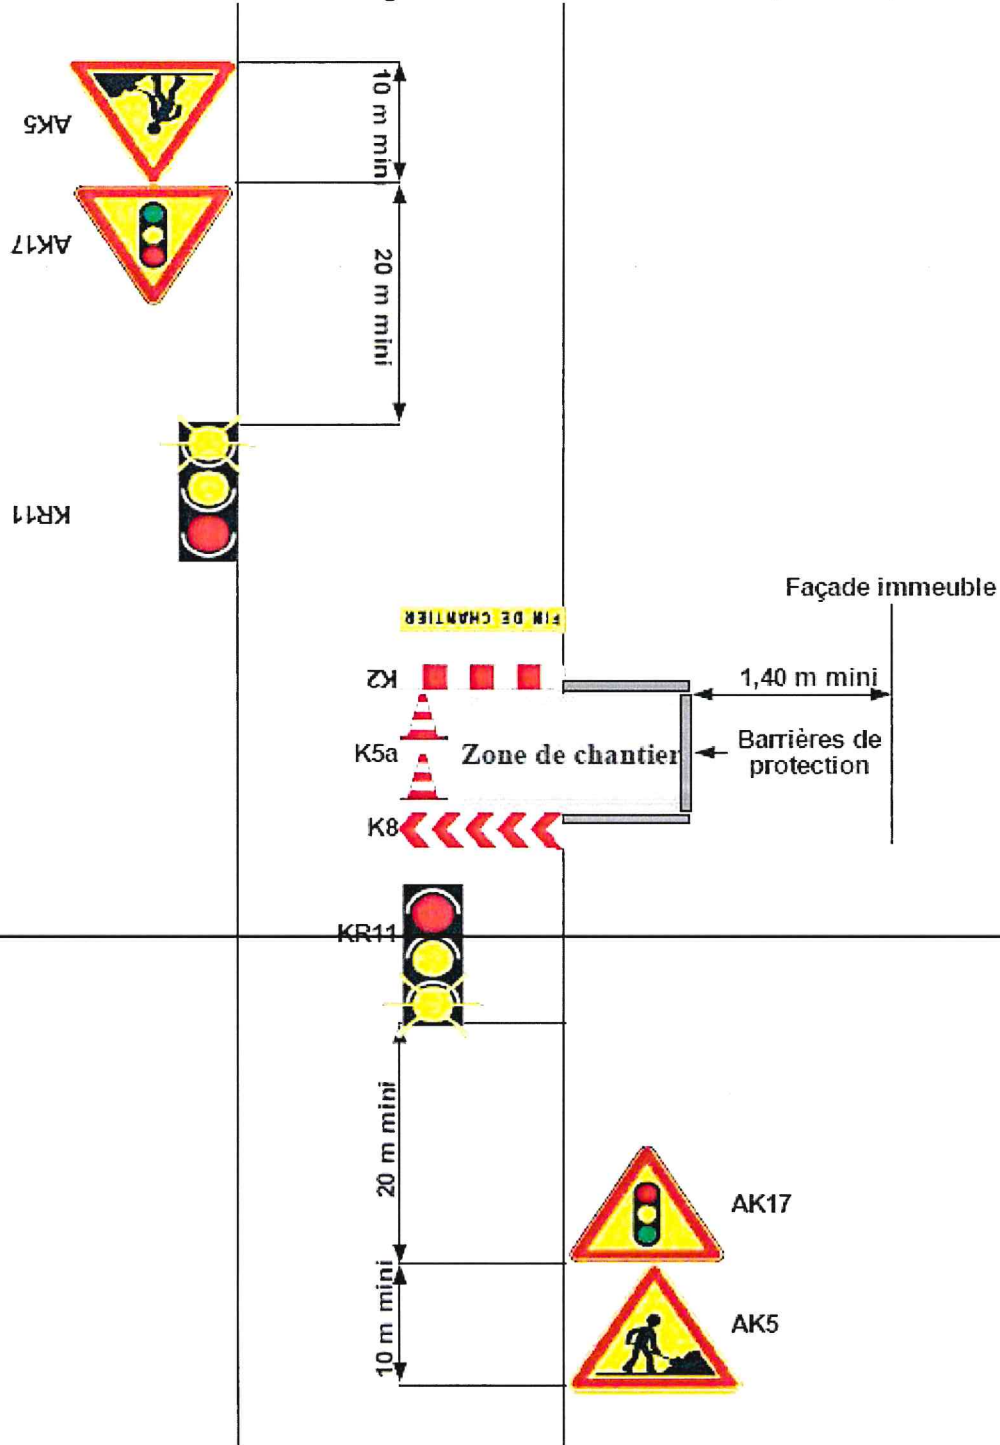 10 m mini
AK5
AK17
20 m mini
KR11
Façade immeuble
FIN DE CHANTIER
K2
1,40 m mini
K5a
Zone de chantier
Barrières de
protection
K8
KR11
20 m mini
AK17
10 m mini
AK5